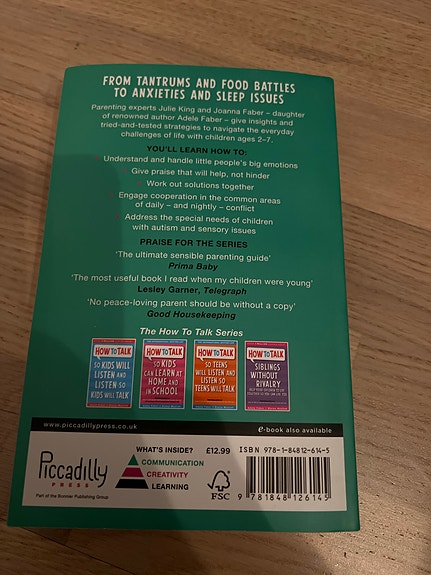 FROM TANTRUMS AND FOOD BATTLES
TO ANXIETIES AND SLEEP ISSUES
Parenting experts Julie King and Joanna Faber – daughter
of renowned author Adele Faber – give insights and
tried-and-tested strategies to navigate the everyday
challenges of life with children ages 2–7.
YOU'LL LEARN HOW TO:
Understand and handle little people's big emotions
Give praise that will help, not hinder
Work out solutions together
Engage cooperation in the common areas
of daily – and nightly – conflict
Address the special needs of children
with autism and sensory issues
PRAISE FOR THE SERIES
'The ultimate sensible parenting guide'
Prima Baby
'The most useful book I read when my children were young'
Lesley Garner, Telegraph
'No peace-loving parent should be without a copy'
Good Housekeeping
The How To Talk Series
HOW TO TALK
SO KIDS WILL
LISTEN AND
LISTEN SO
KIDS WILL TALK
HOW TO TALK
SO KIDS
CAN LEARN AT
HOME AND
IN SCHOOL
HOW TO TALK
SO TEENS
WILL LISTEN AND
LISTEN SO
TEENS WILL TALK
HOW TO TALK
SIBLINGS
WITHOUT
RIVALRY
www.piccadillypress.co.uk
e-book also available
Piccadilly
PRESS
Part of the Bonnier Publishing Group
WHAT'S INSIDE?
COMMUNICATION
CREATIVITY
LEARNING
£12.99
FSC
ISBN 978-1-84812-614-5
9 781848 126145